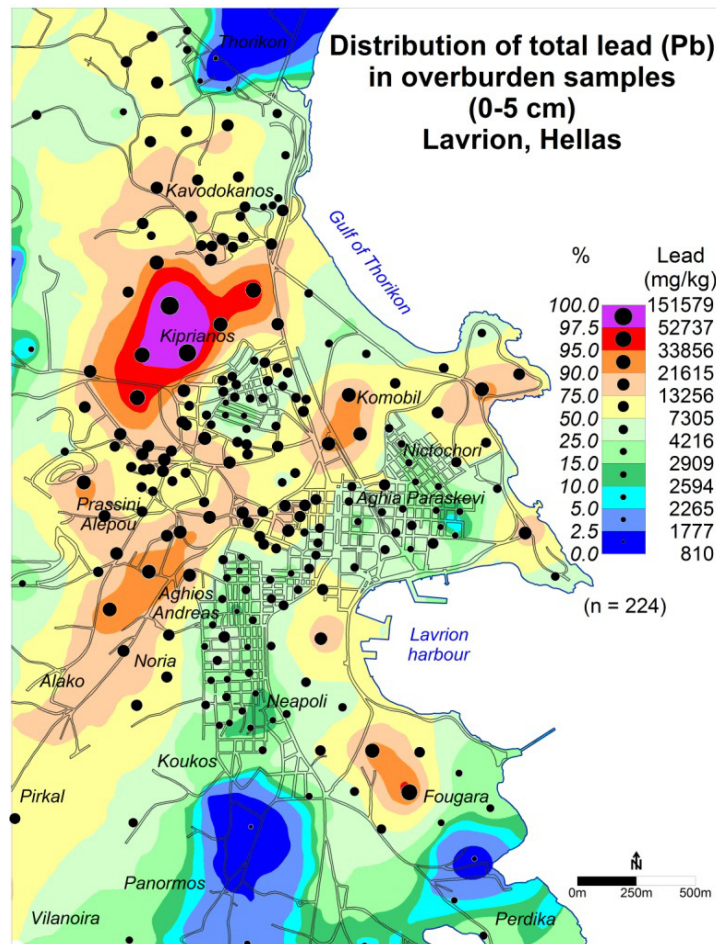 Distribution of total lead (Pb)
in overburden samples
(0-5 cm)
Lavrion, Hellas
Thorikon
Kavodokanos
Gulf of Thorikon
Kiprianos
Komobil
Nictochori
Prassini
Alepou
Aghia Paraskevi
Aghios
Andreas
Noria
Alako
Lavrion
harbour
Neapoli
Koukos
Pirkal
Fougara
Panormos
Vilanoira
Perdika
% Lead
(mg/kg)
100.0 151579
97.5 52737
95.0 33856
90.0 21615
75.0 13256
50.0 7305
25.0 4216
15.0 2909
10.0 2594
5.0 2265
2.5 1777
0.0 810
(n = 224)
N
0m 250m 500m